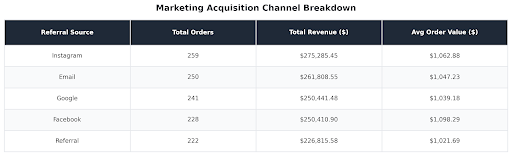 Marketing Acquisition Channel Breakdown
Referral Source Total Orders Total Revenue ($) Avg Order Value ($)
Instagram 259 $275,285.45 $1,062.88
Email 250 $261,808.55 $1,047.23
Google 241 $250,441.48 $1,039.18
Facebook 228 $250,410.90 $1,098.29
Referral 222 $226,815.58 $1,021.69